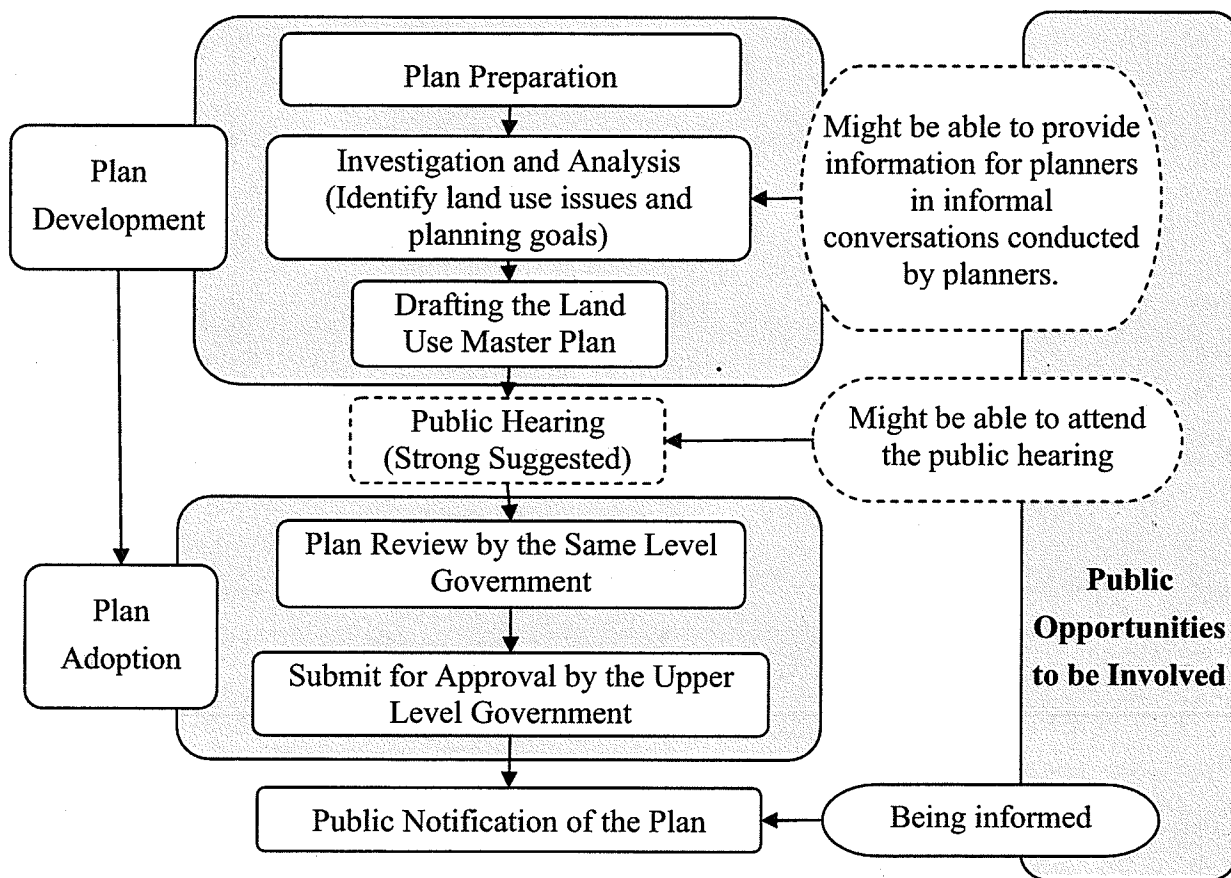 Plan Preparation
Plan
Development
Investigation and Analysis
(Identify land use issues and
planning goals)
Might be able to provide
information for planners
in informal
conversations conducted
by planners.
Drafting the Land
Use Master Plan
Public Hearing
(Strong Suggested)
Might be able to attend
the public hearing
Plan Review by the Same Level
Government
Plan
Adoption
Submit for Approval by the Upper
Level Government
Public
Opportunities
to be Involved
Public Notification of the Plan
Being informed